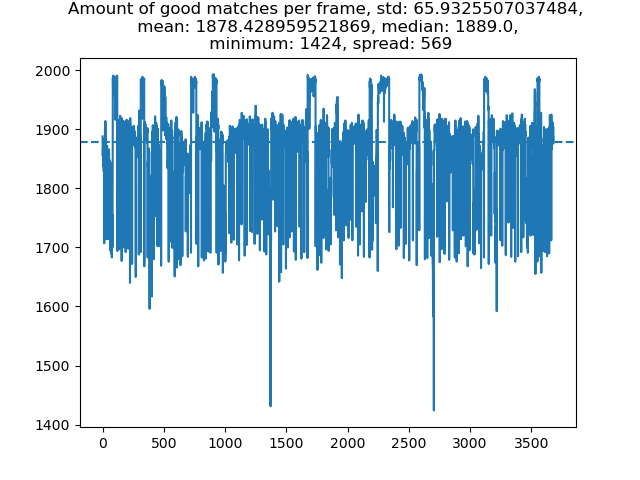 Amount of good matches per frame, std: 65.9325507037484,
mean: 1878.428959521869, median: 1889.0,
minimum: 1424, spread: 569
2000
1900
1800
1700
1600
1500
1400
0 500 1000 1500 2000 2500 3000 3500